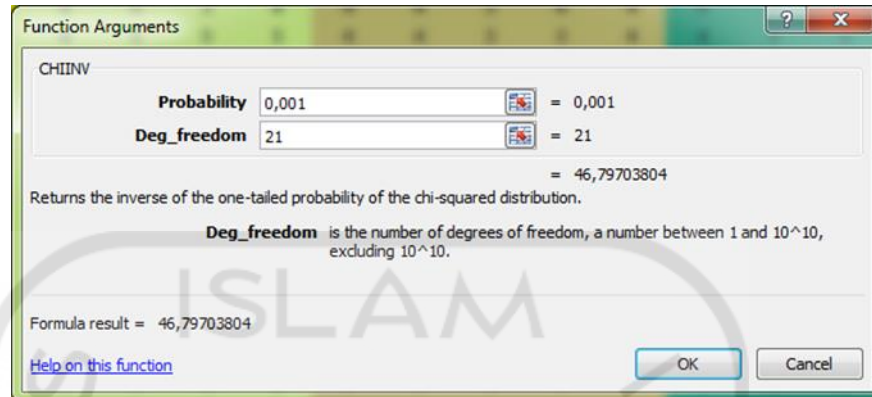 Function Arguments
CHIINV
Probability 0,001 = 0,001
Deg_freedom 21 = 21
= 46,79703804
Returns the inverse of the one-tailed probability of the chi-squared distribution.
Deg_freedom is the number of degrees of freedom, a number between 1 and 10^10,
excluding 10^10.
ISLAM
Formula result = 46,79703804
Help on this function
OK Cancel